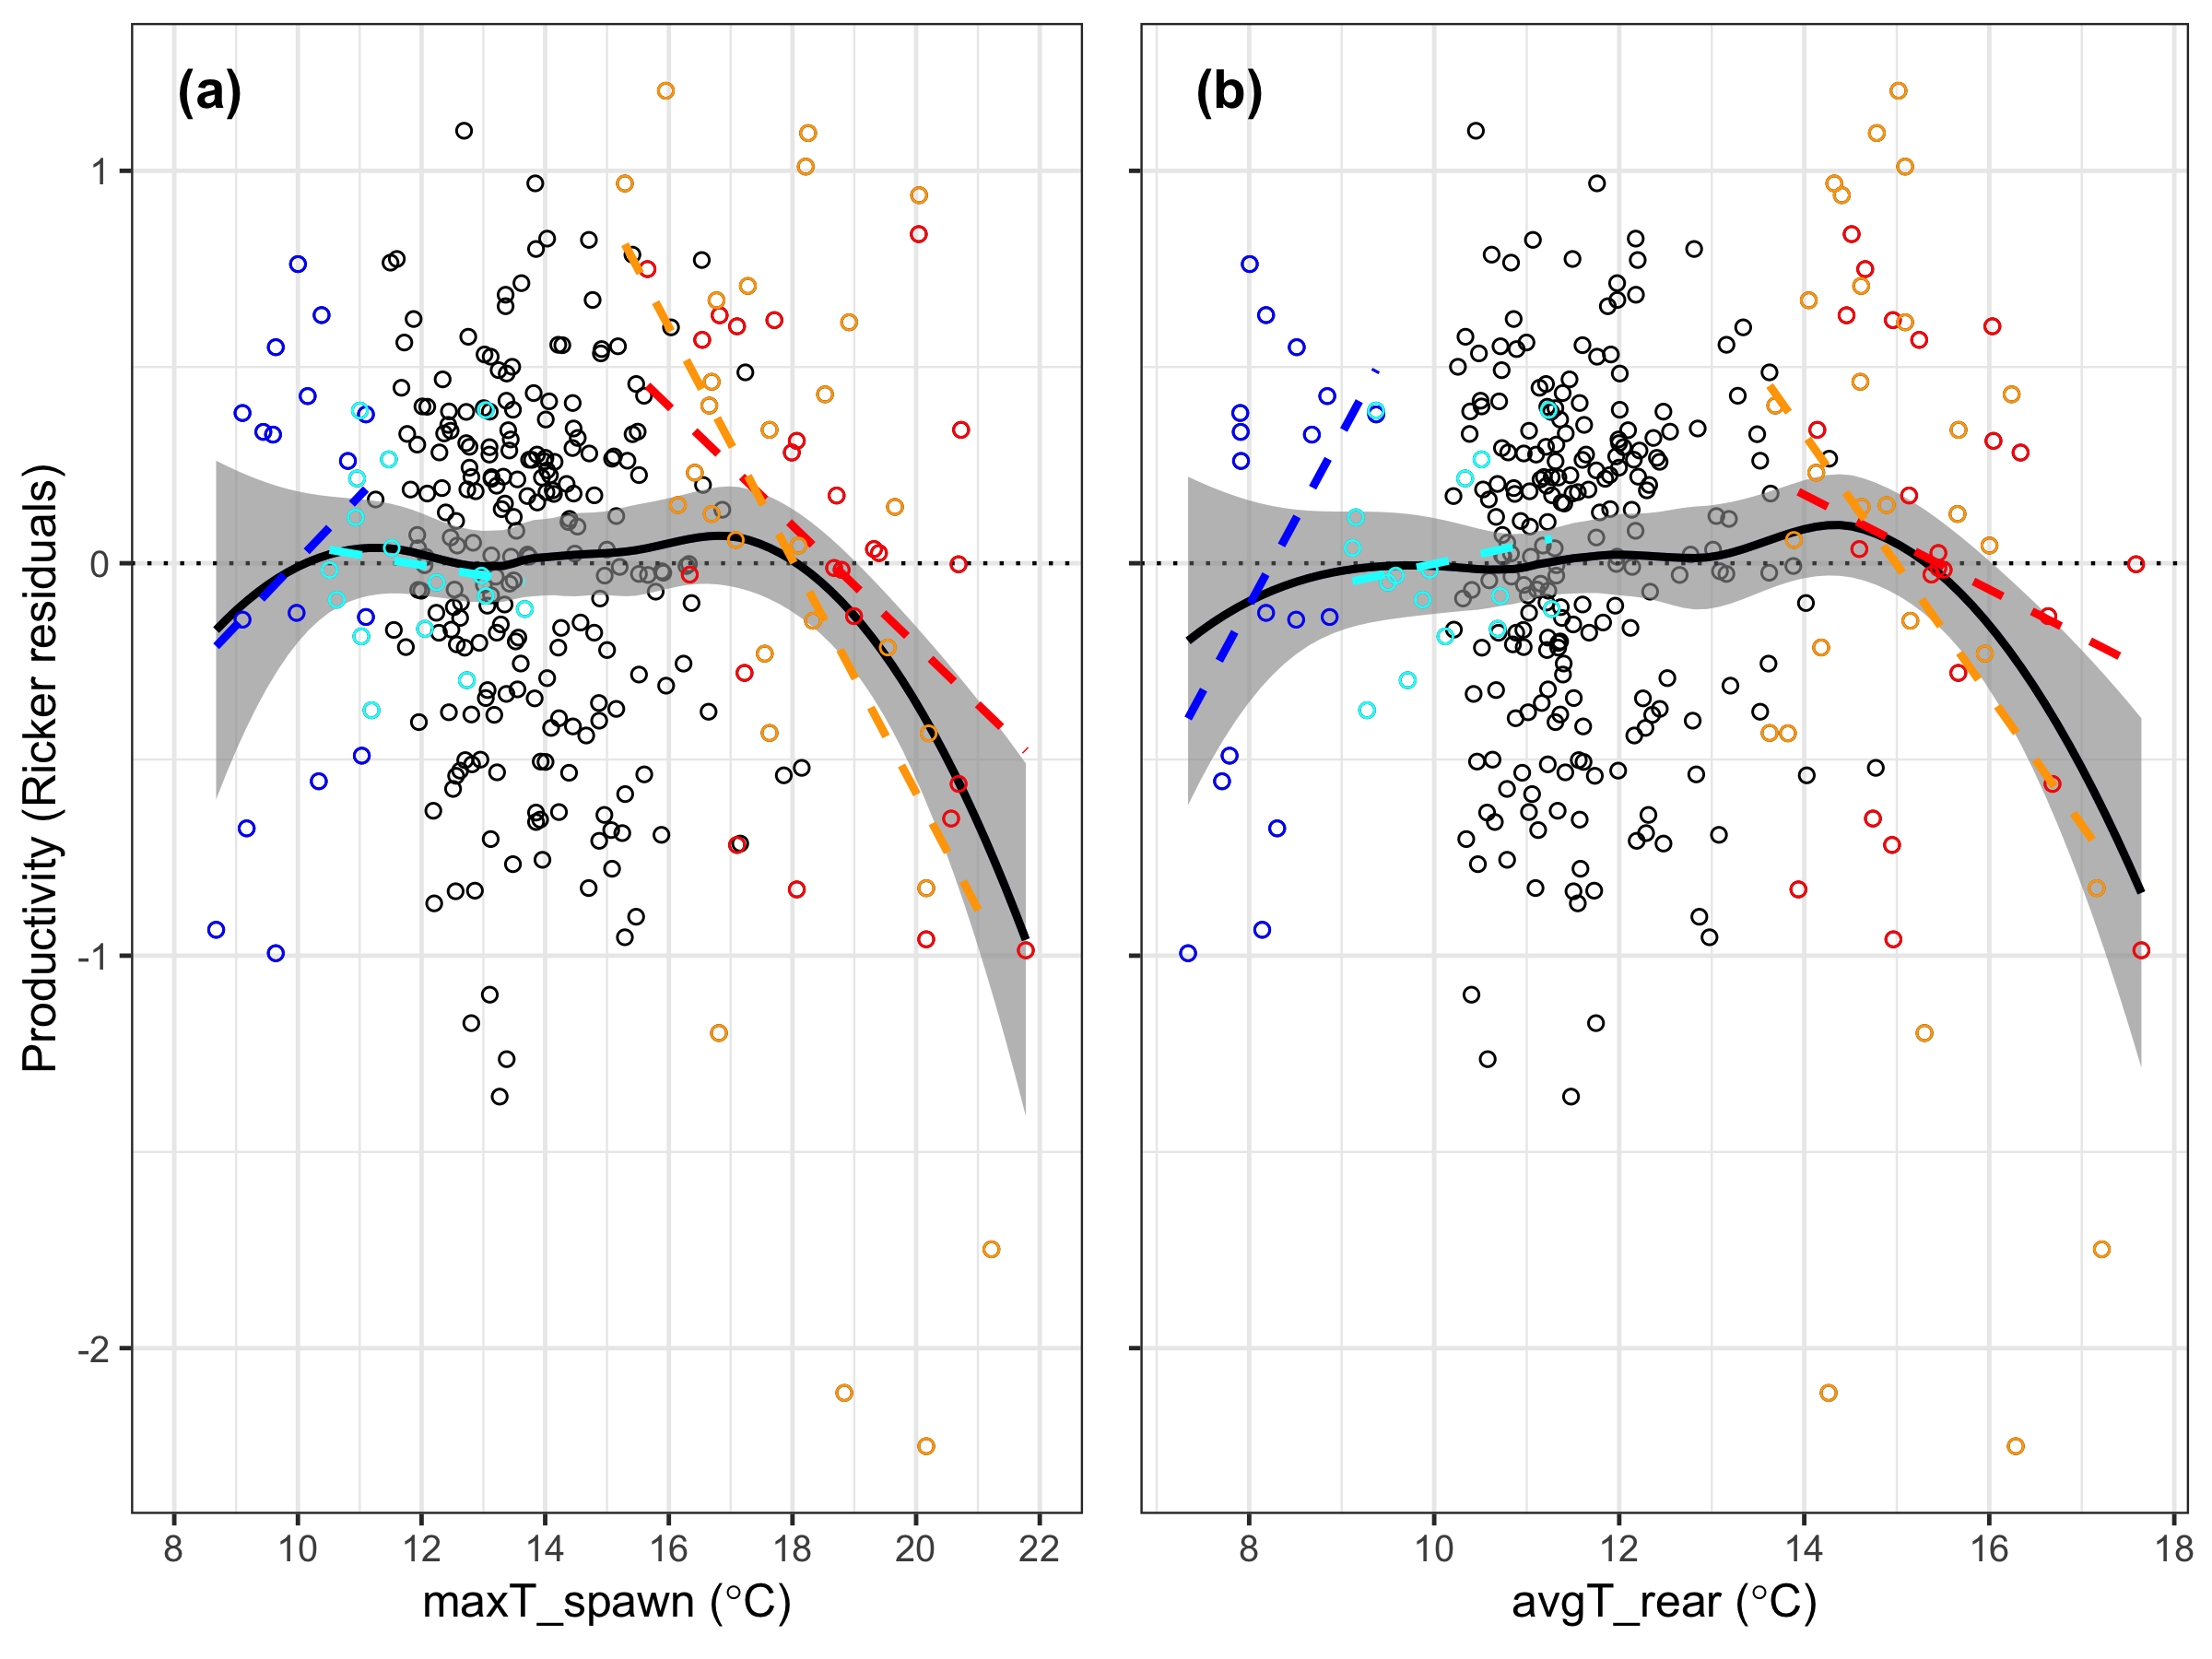 (a)
(b)
Productivity (Ricker residuals)
1
0
-1
-2
8 10 12 14 16 18 20 22
8 10 12 14 16 18
maxT_spawn (°C)
avgT_rear (°C)